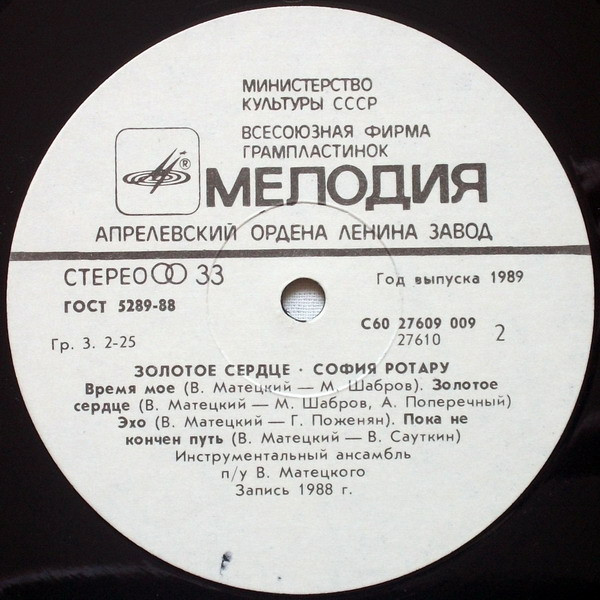 МИНИСТЕРСТВО
КУЛЬТУРЫ СССР
ВСЕСОЮЗНАЯ ФИРМА
ГРАМПЛАСТИНОК
®
МЕЛОДИЯ
АПРЕЛЕВСКИЙ ОРДЕНА ЛЕНИНА ЗАВОД
СТЕРЕО 33
Год выпуска 1989
ГОСТ 5289-88
С60 27609 009
27610
2
Гр. 3. 2-25
ЗОЛОТОЕ СЕРДЦЕ · СОФИЯ РОТАРУ
Время мое (В. Матецкий — М. Шабров). Золотое
сердце (В. Матецкий — М. Шабров, А. Поперечный)
Эхо (В. Матецкий — Г. Поженян). Пока не
кончен путь (В. Матецкий — В. Сауткин)
Инструментальный ансамбль
п/у В. Матецкого
Запись 1988 г.